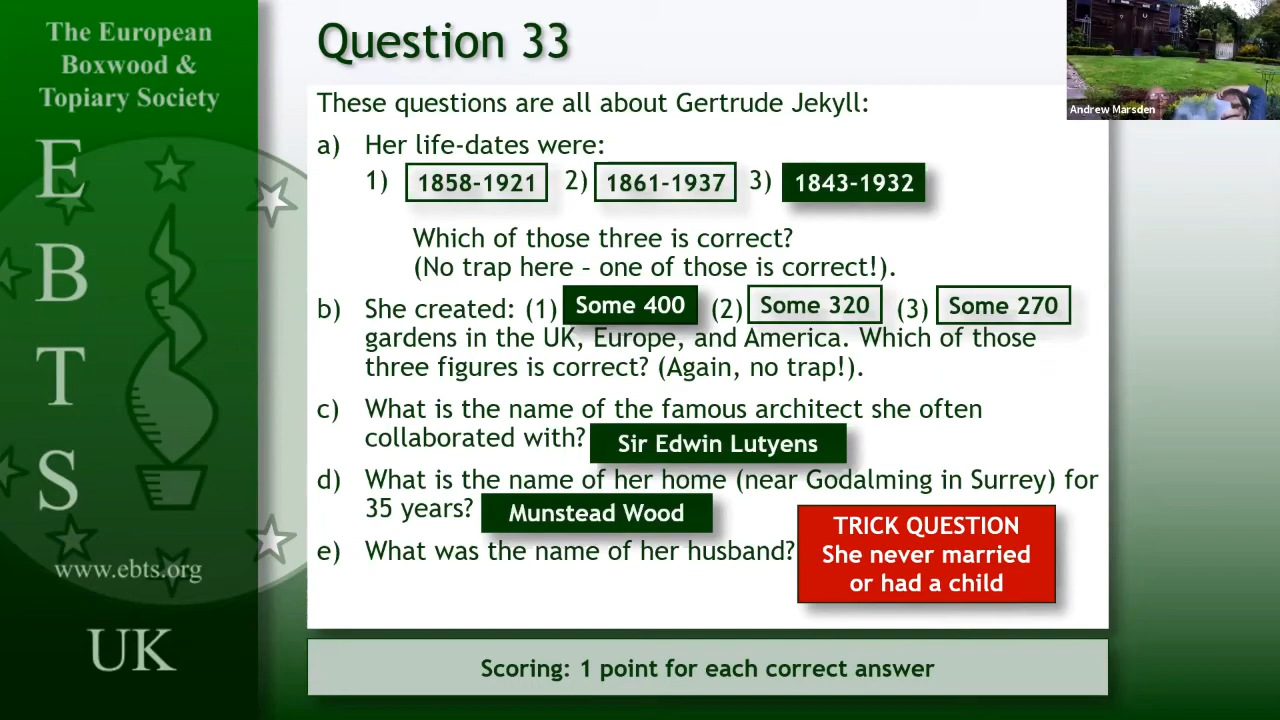 The European
Boxwood &
Topiary Society
E
B
T
S
www.ebts.org
UK
Question 33
Andrew Marsden
These questions are all about Gertrude Jekyll:
a) Her life-dates were:
1) 1858-1921 2) 1861-1937 3) 1843-1932
Which of those three is correct?
(No trap here – one of those is correct!).
b) She created: (1) Some 400 (2) Some 320 (3) Some 270
gardens in the UK, Europe, and America. Which of those
three figures is correct? (Again, no trap!).
c) What is the name of the famous architect she often
collaborated with? Sir Edwin Lutyens
d) What is the name of her home (near Godalming in Surrey) for
35 years? Munstead Wood
e) What was the name of her husband?
TRICK QUESTION
She never married
or had a child
Scoring: 1 point for each correct answer